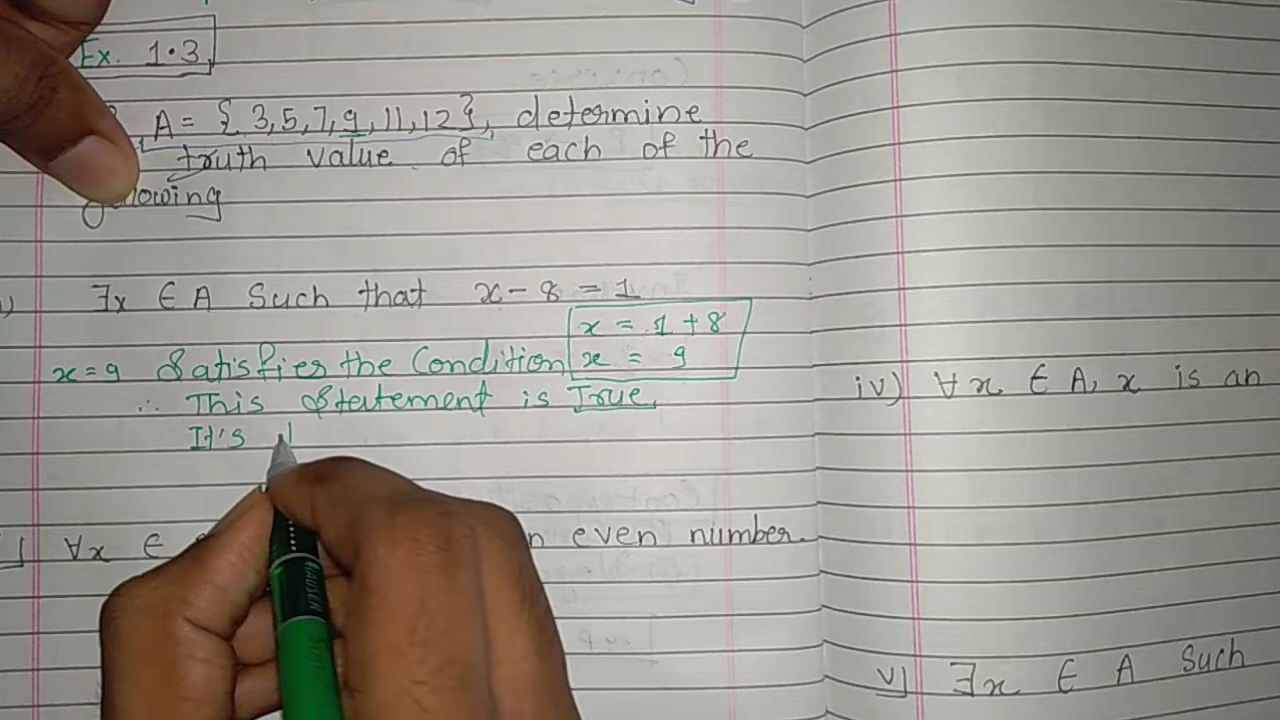 Ex. 1.3
A = {3, 5, 7, 9, 11, 12}, determine
truth value of each of the
following
∃x ∈ A Such that x - 8 = 1
x = 1 + 8
x = 9 Satisfies the Condition x = 9
∴ This Statement is True.
It's
∀x ∈ even number.
iv) ∀x ∈ A, x is an
v] ∃x ∈ A Such